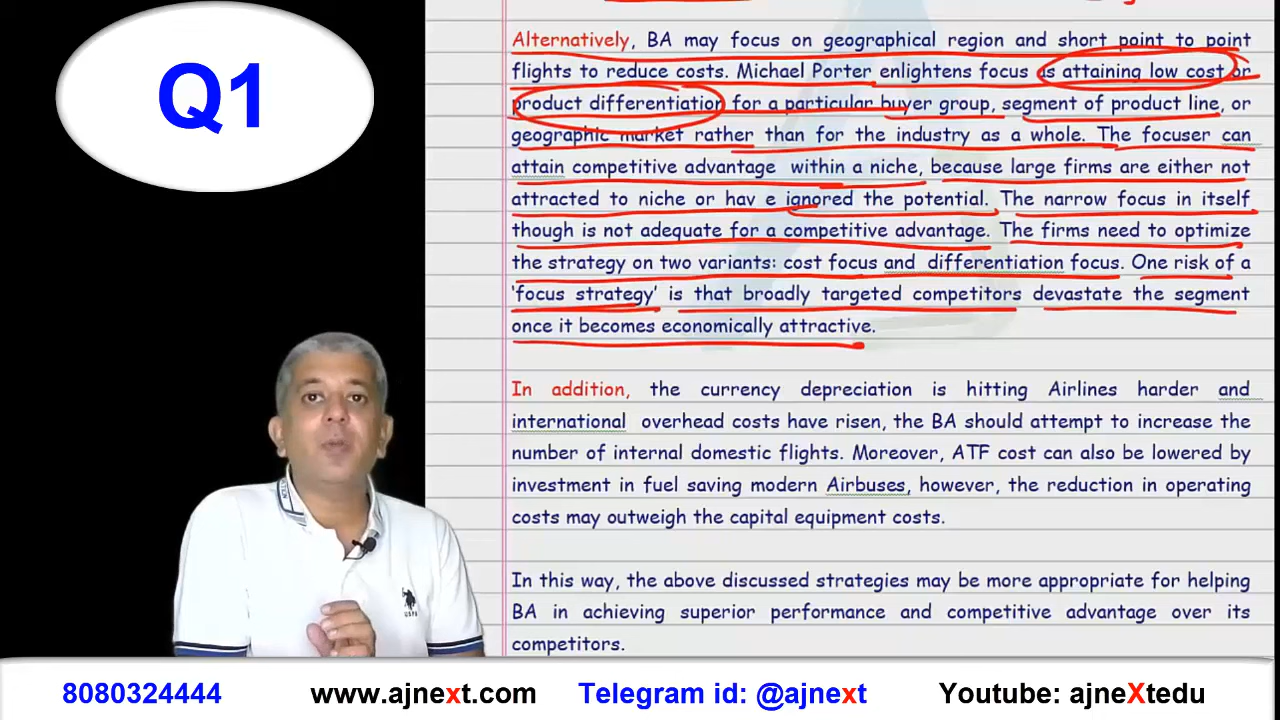 Q1
Alternatively, BA may focus on geographical region and short point to point
flights to reduce costs. Michael Porter enlightens focus is attaining low cost or
product differentiation for a particular buyer group, segment of product line, or
geographic market rather than for the industry as a whole. The focuser can
attain competitive advantage within a niche, because large firms are either not
attracted to niche or hav e ignored the potential. The narrow focus in itself
though is not adequate for a competitive advantage. The firms need to optimize
the strategy on two variants: cost focus and differentiation focus. One risk of a
‘focus strategy’ is that broadly targeted competitors devastate the segment
once it becomes economically attractive.
In addition, the currency depreciation is hitting Airlines harder and
international overhead costs have risen, the BA should attempt to increase the
number of internal domestic flights. Moreover, ATF cost can also be lowered by
investment in fuel saving modern Airbuses, however, the reduction in operating
costs may outweigh the capital equipment costs.
In this way, the above discussed strategies may be more appropriate for helping
BA in achieving superior performance and competitive advantage over its
competitors.
8080324444 www.ajnext.com Telegram id: @ajnext Youtube: ajneXtedu